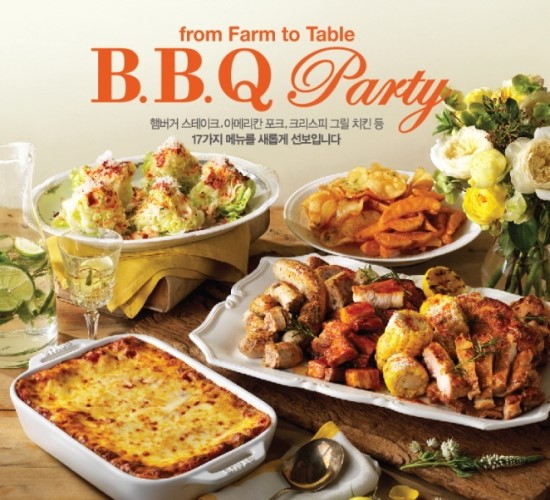 from Farm to Table
B.B.Q Party
햄버거 스테이크, 아메리칸 포크, 크리스피 그릴 치킨 등
17가지 메뉴를 새롭게 선보입니다